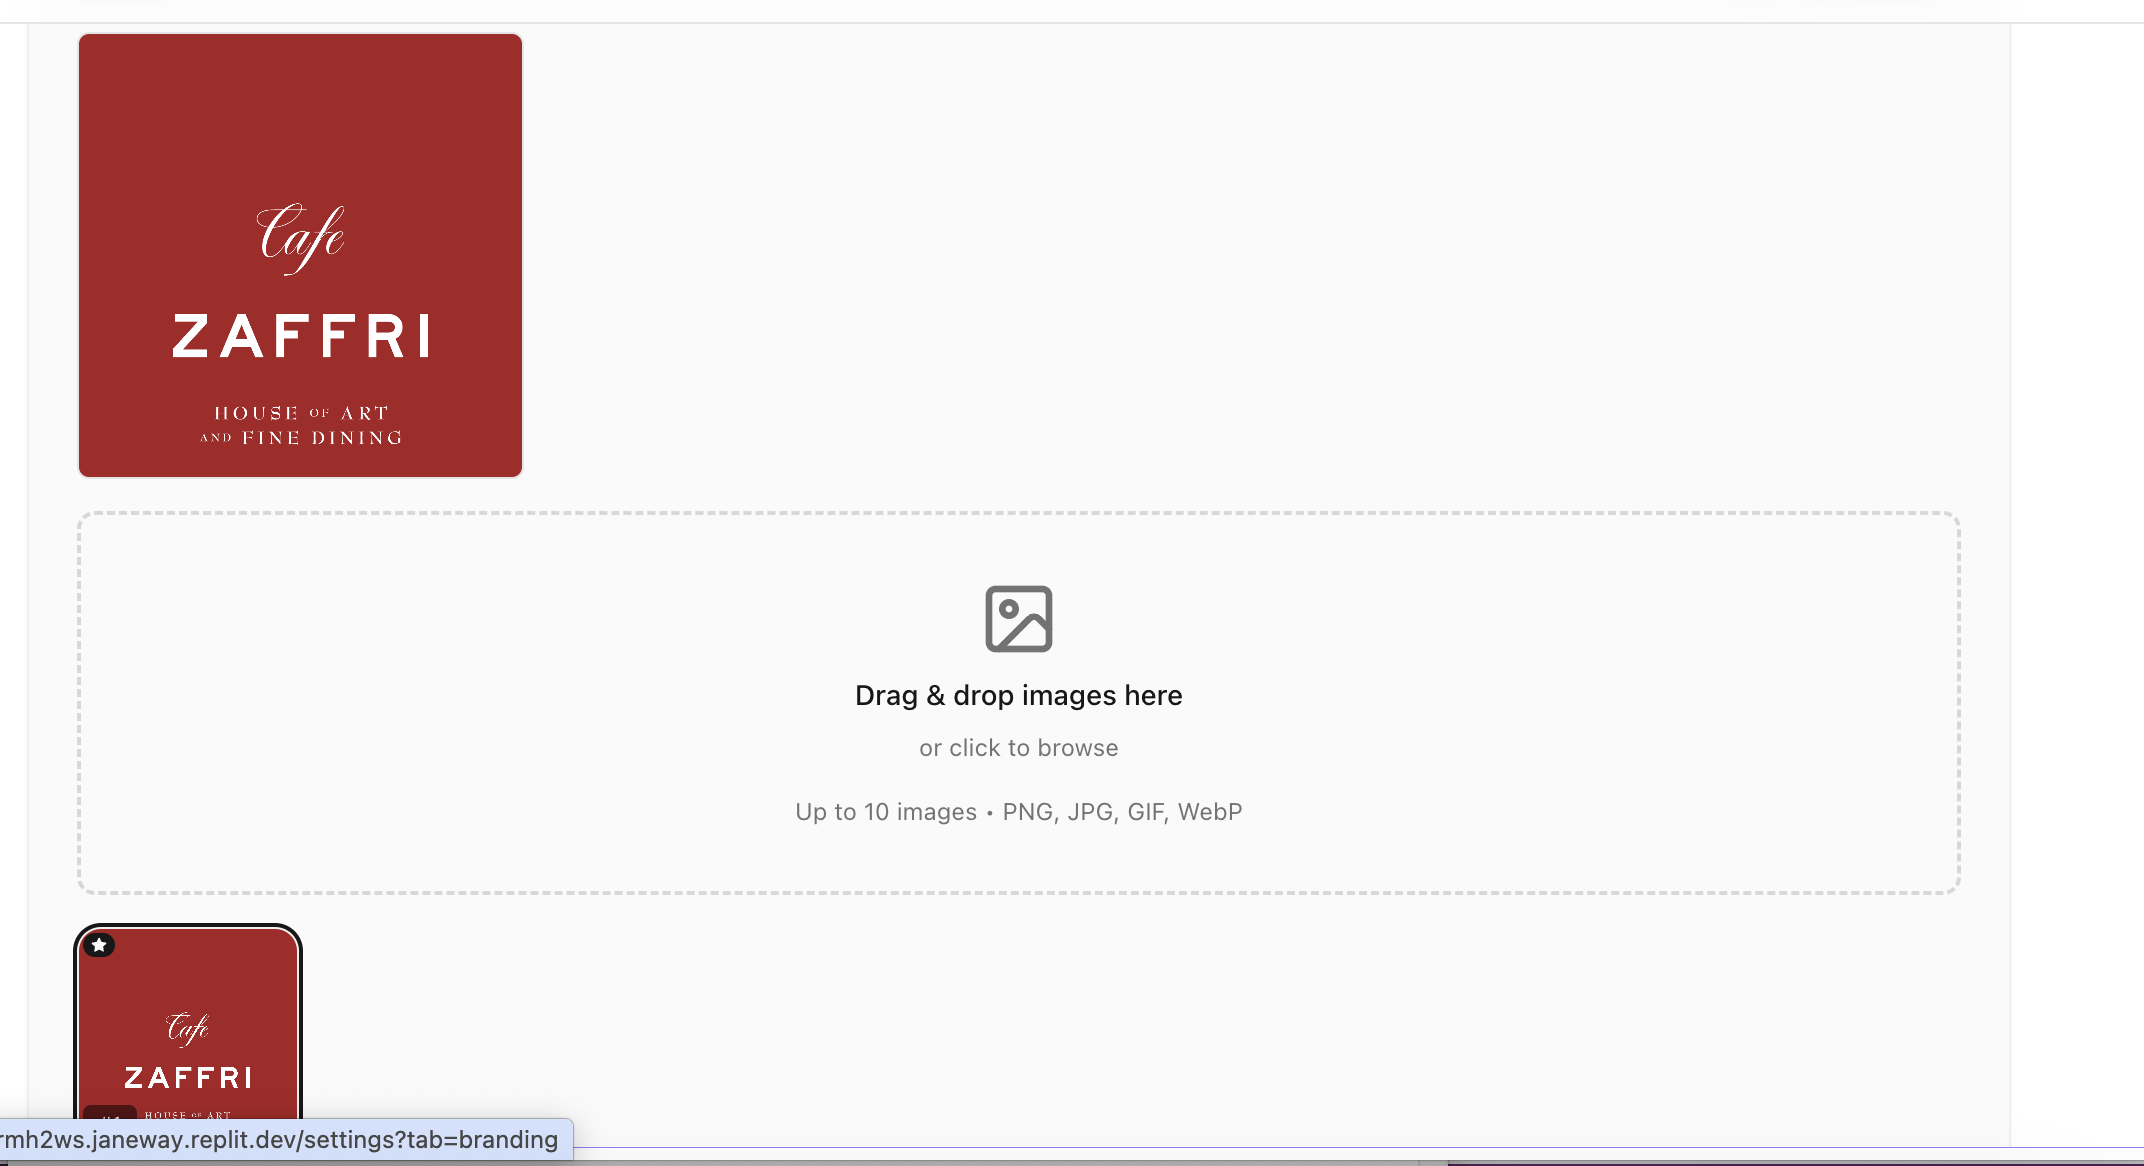 Cafe
ZAFFRI
HOUSE OF ART
AND FINE DINING
Drag & drop images here
or click to browse
Up to 10 images • PNG, JPG, GIF, WebP
Cafe
ZAFFRI
HOUSE OF ART
rmh2ws.janeway.replit.dev/settings?tab=branding